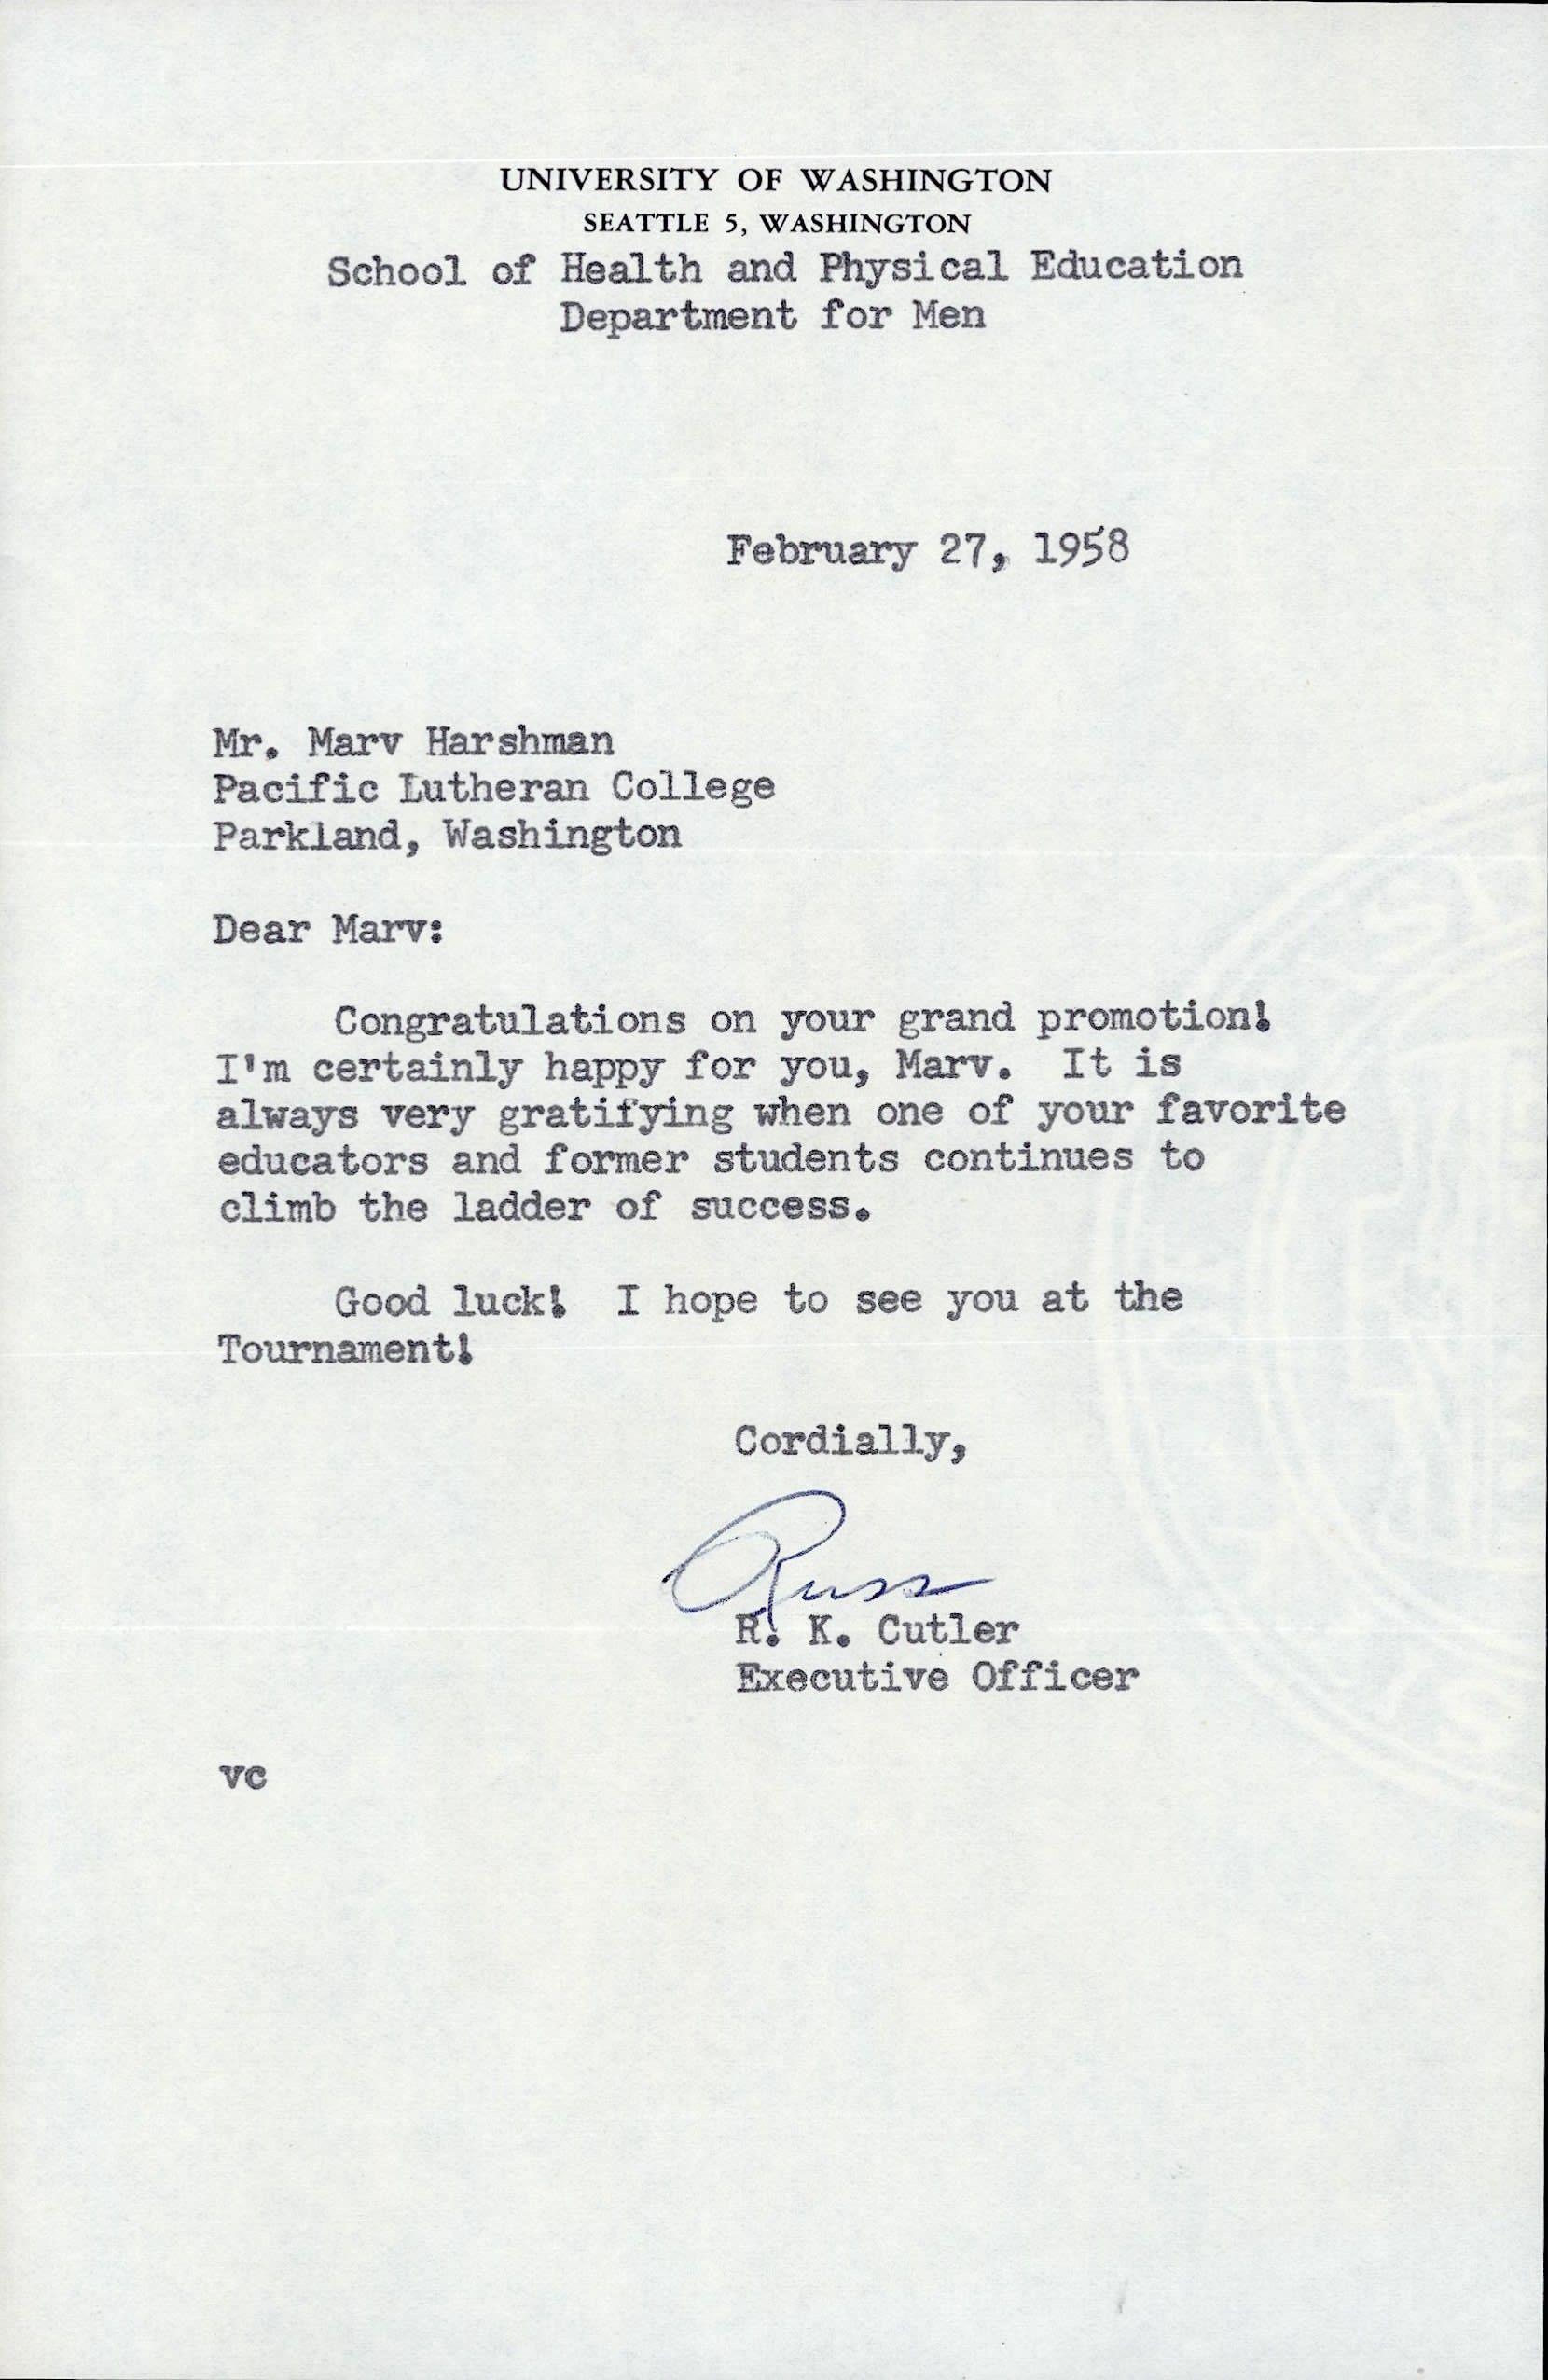 UNIVERSITY OF WASHINGTON
SEATTLE 5, WASHINGTON
School of Health and Physical Education
Department for Men
February 27, 1958
Mr. Marv Harshman
Pacific Lutheran College
Parkland, Washington
Dear Marv:
Congratulations on your grand promotion!
I'm certainly happy for you, Marv. It is
always very gratifying when one of your favorite
educators and former students continues to
climb the ladder of success.
Good luck! I hope to see you at the
Tournament!
Cordially,
Russ
R. K. Cutler
Executive Officer
vc